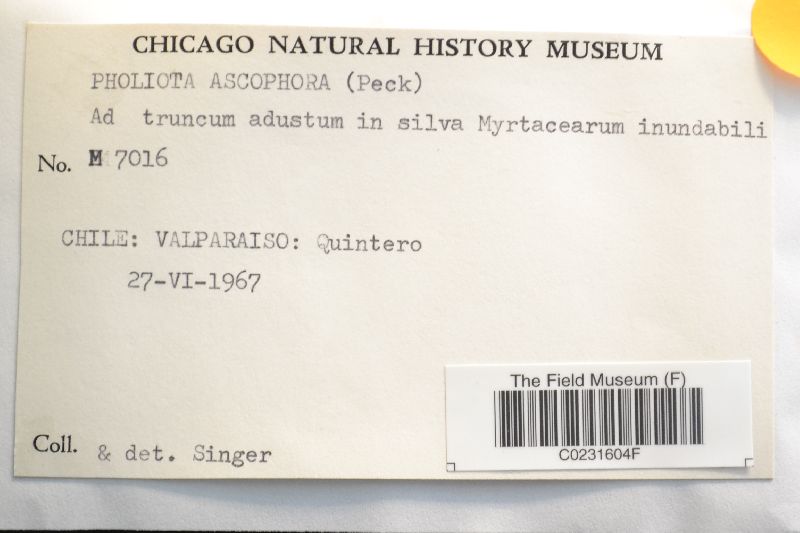 CHICAGO NATURAL HISTORY MUSEUM
PHOLIOTA ASCOPHORA (Peck)
Ad truncum adustum in silva Myrtacearum inundabili
No. M 7016
CHILE: VALPARAISO: Quintero
27-VI-1967
Coll. & det. Singer
The Field Museum (F)
C0231604F